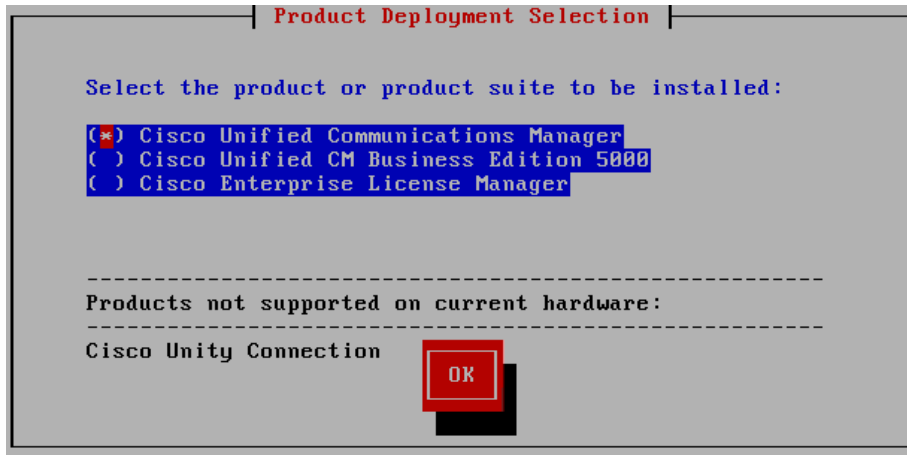 Product Deployment Selection
Select the product or product suite to be installed:
(*) Cisco Unified Communications Manager
( ) Cisco Unified CM Business Edition 5000
( ) Cisco Enterprise License Manager
-------------------------------------------------------
Products not supported on current hardware:
-------------------------------------------------------
Cisco Unity Connection
OK